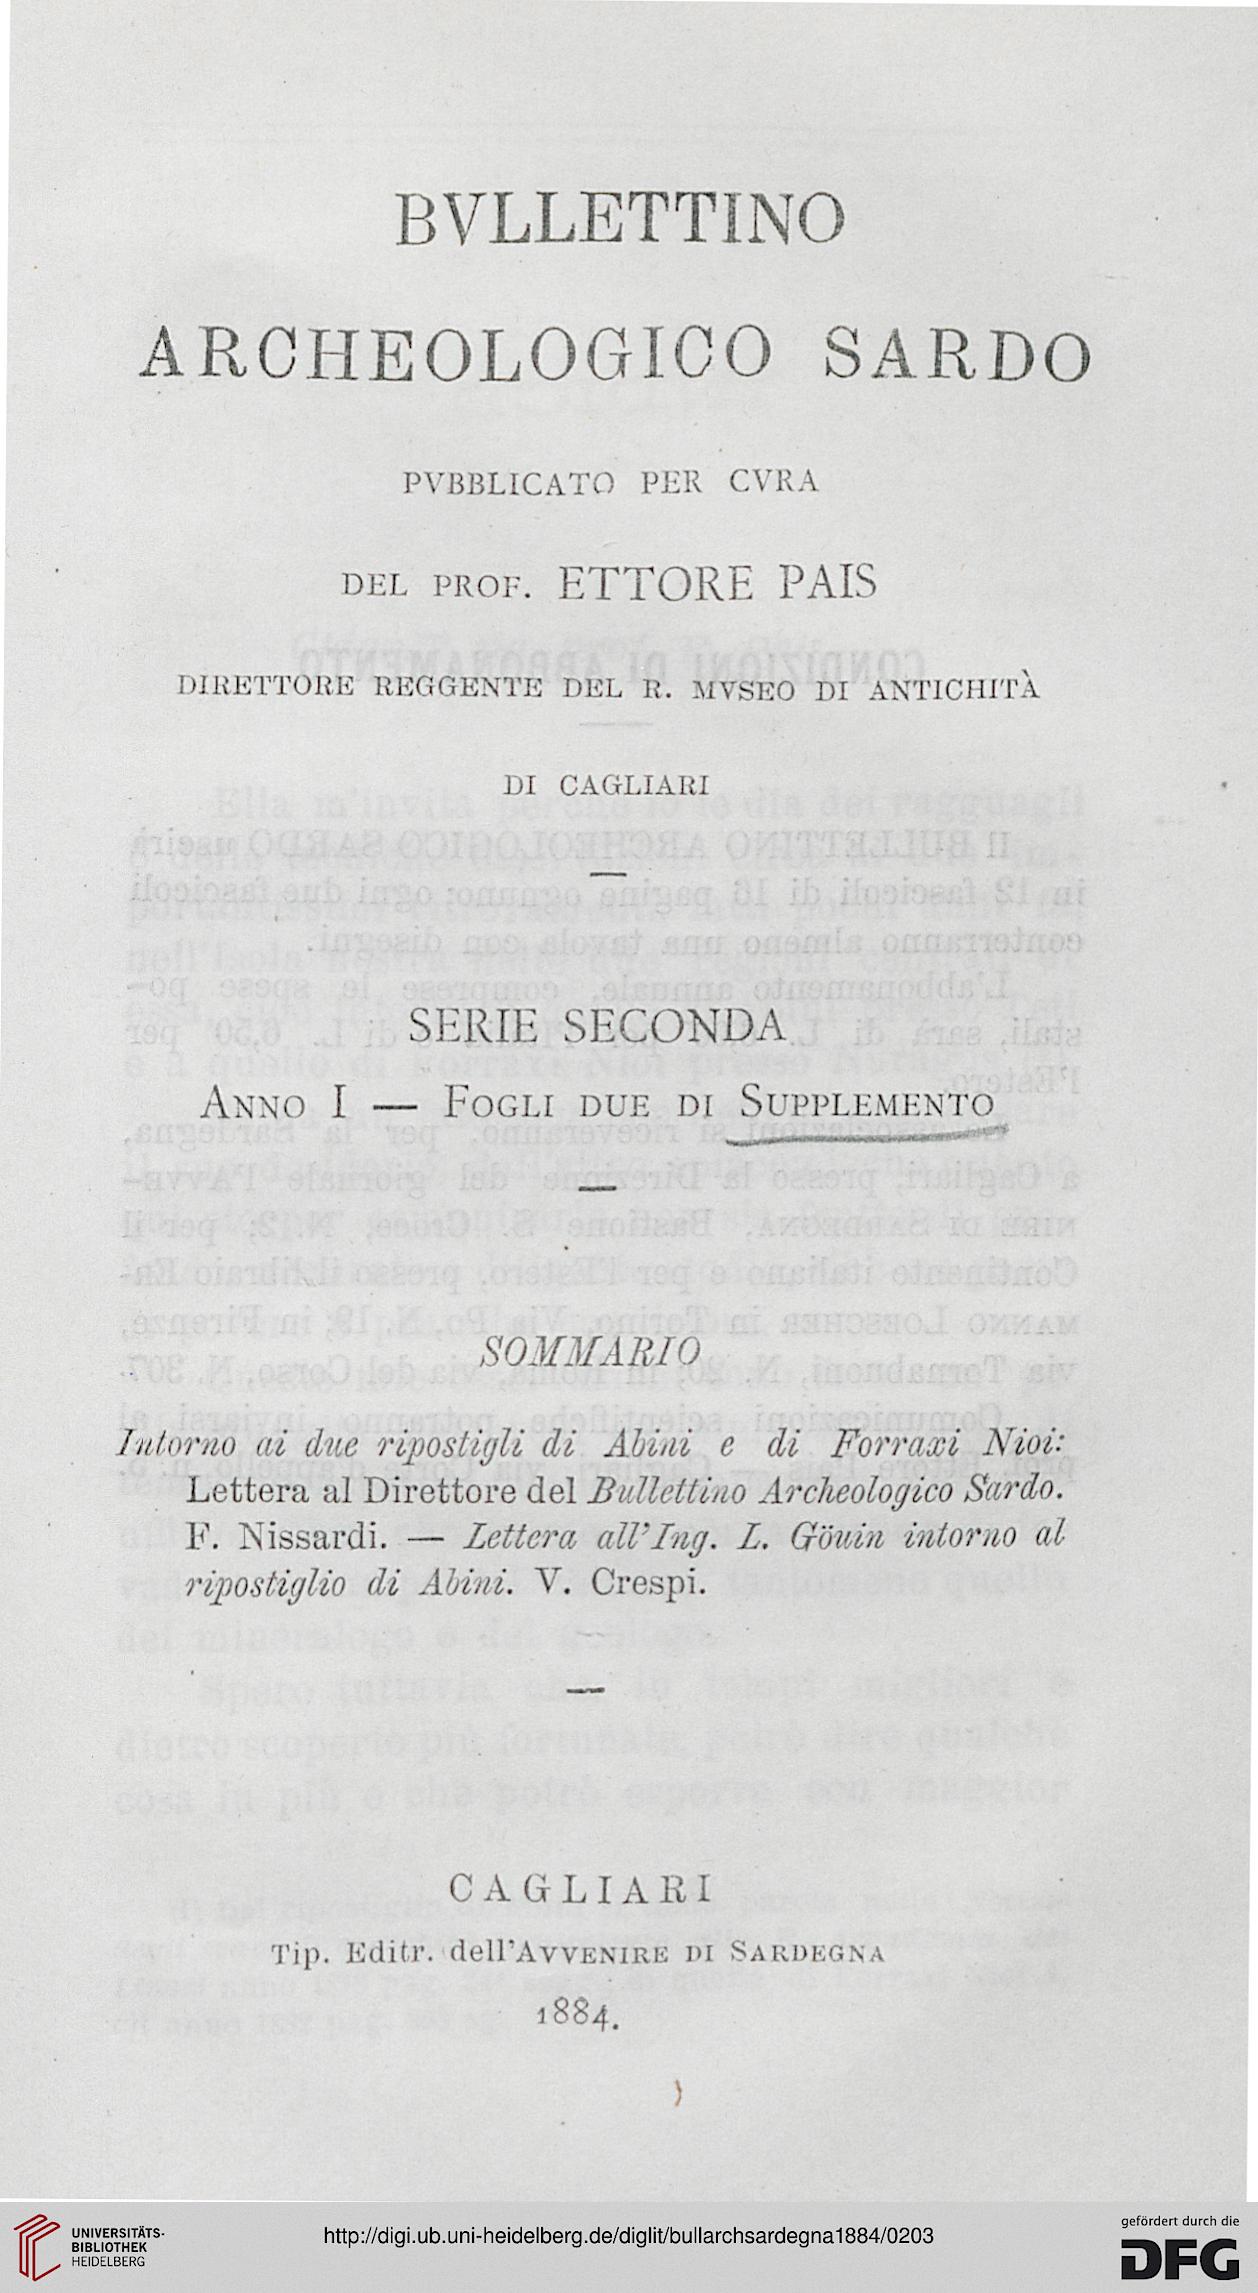 BVLLETTINO
ARCHEOLOGICO SARDO
PVBBLICATO PER CVRA
DEL PROF. ETTORE PAIS
DIRETTORE REGGENTE DEL R. MVSEO DI ANTICHITÀ
DI CAGLIARI
—
SERIE SECONDA
ANNO I — FOGLI DUE DI SUPPLEMENTO
—
SOMMARIO
Intorno ai due ripostigli di Abini e di Forraxi Nioi:
Lettera al Direttore del Bullettino Archeologico Sardo.
F. Nissardi. — Lettera all'Ing. L. Göuin intorno al
ripostiglio di Abini. V. Crespi.
—
CAGLIARI
Tip. Editr. dell'AVVENIRE DI SARDEGNA
1884.
UNIVERSITÄTS-
BIBLIOTHEK
HEIDELBERG
http://digi.ub.uni-heidelberg.de/diglit/bullarchsardegna1884/0203
gefördert durch die
DFG